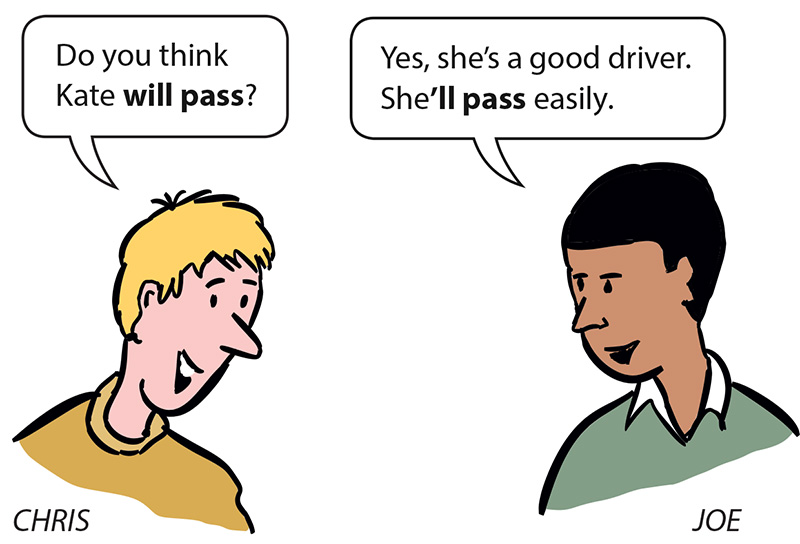 Do you think
Kate will pass?
Yes, she's a good driver.
She'll pass easily.
CHRIS
JOE